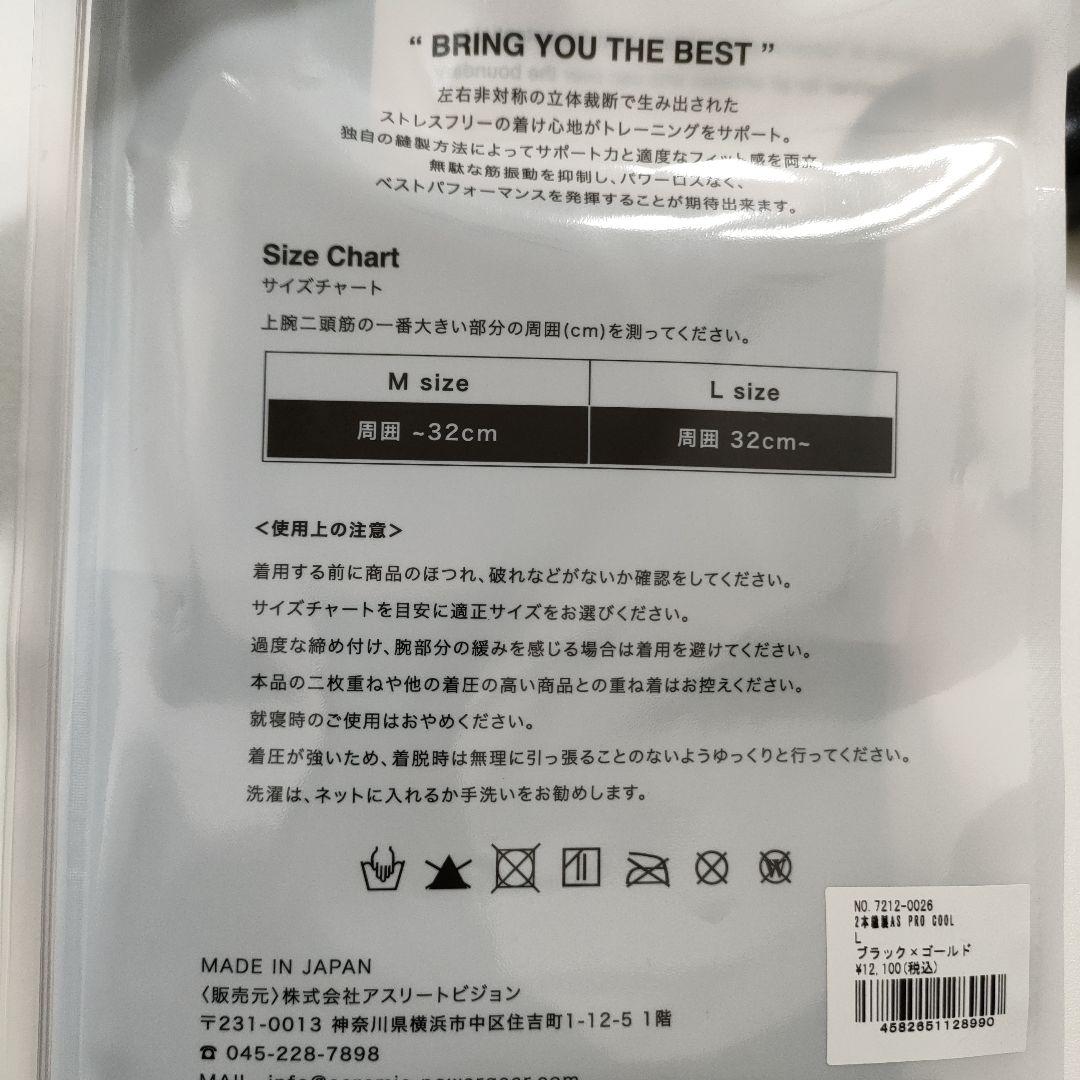 “ BRING YOU THE BEST ”
左右非対称の立体裁断で生み出された
ストレスフリーの着け心地がトレーニングをサポート。
独自の縫製方法によってサポート力と適度なフィット感を両立
無駄な筋振動を抑制し、パワーロスなく、
ベストパフォーマンスを発揮することが期待出来ます。
Size Chart
サイズチャート
上腕二頭筋の一番大きい部分の周囲(cm)を測ってください。
M size L size
周囲 ~32cm 周囲 32cm~
＜使用上の注意＞
着用する前に商品のほつれ、破れなどがないか確認をしてください。
サイズチャートを目安に適正サイズをお選びください。
過度な締め付け、腕部分の緩みを感じる場合は着用を避けてください。
本品の二枚重ねや他の着圧の高い商品との重ね着はお控えください。
就寝時のご使用はおやめください。
着圧が強いため、着脱時は無理に引っ張ることのないようゆっくりと行ってください。
洗濯は、ネットに入れるか手洗いをお勧めします。
W
NO.7212-0026
2本縫製AS PRO COOL
L
ブラック×ゴールド
¥12,100(税込)
4582651128990
MADE IN JAPAN
〈販売元〉株式会社アスリートビジョン
〒231-0013 神奈川県横浜市中区住吉町1-12-5 1階
☎ 045-228-7898